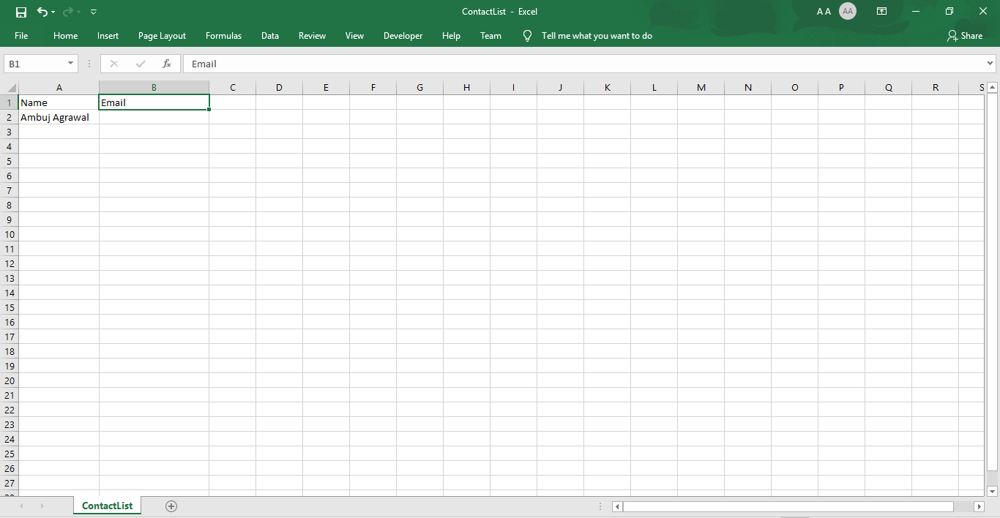 ContactList - Excel
A A
AA
File Home Insert Page Layout Formulas Data Review View Developer Help Team Tell me what you want to do Share
B1 fx Email
A B C D E F G H I J K L M N O P Q R S
1 Name Email
2 Ambuj Agrawal
3
4
5
6
7
8
9
10
11
12
13
14
15
16
17
18
19
20
21
22
23
24
25
26
27
ContactList